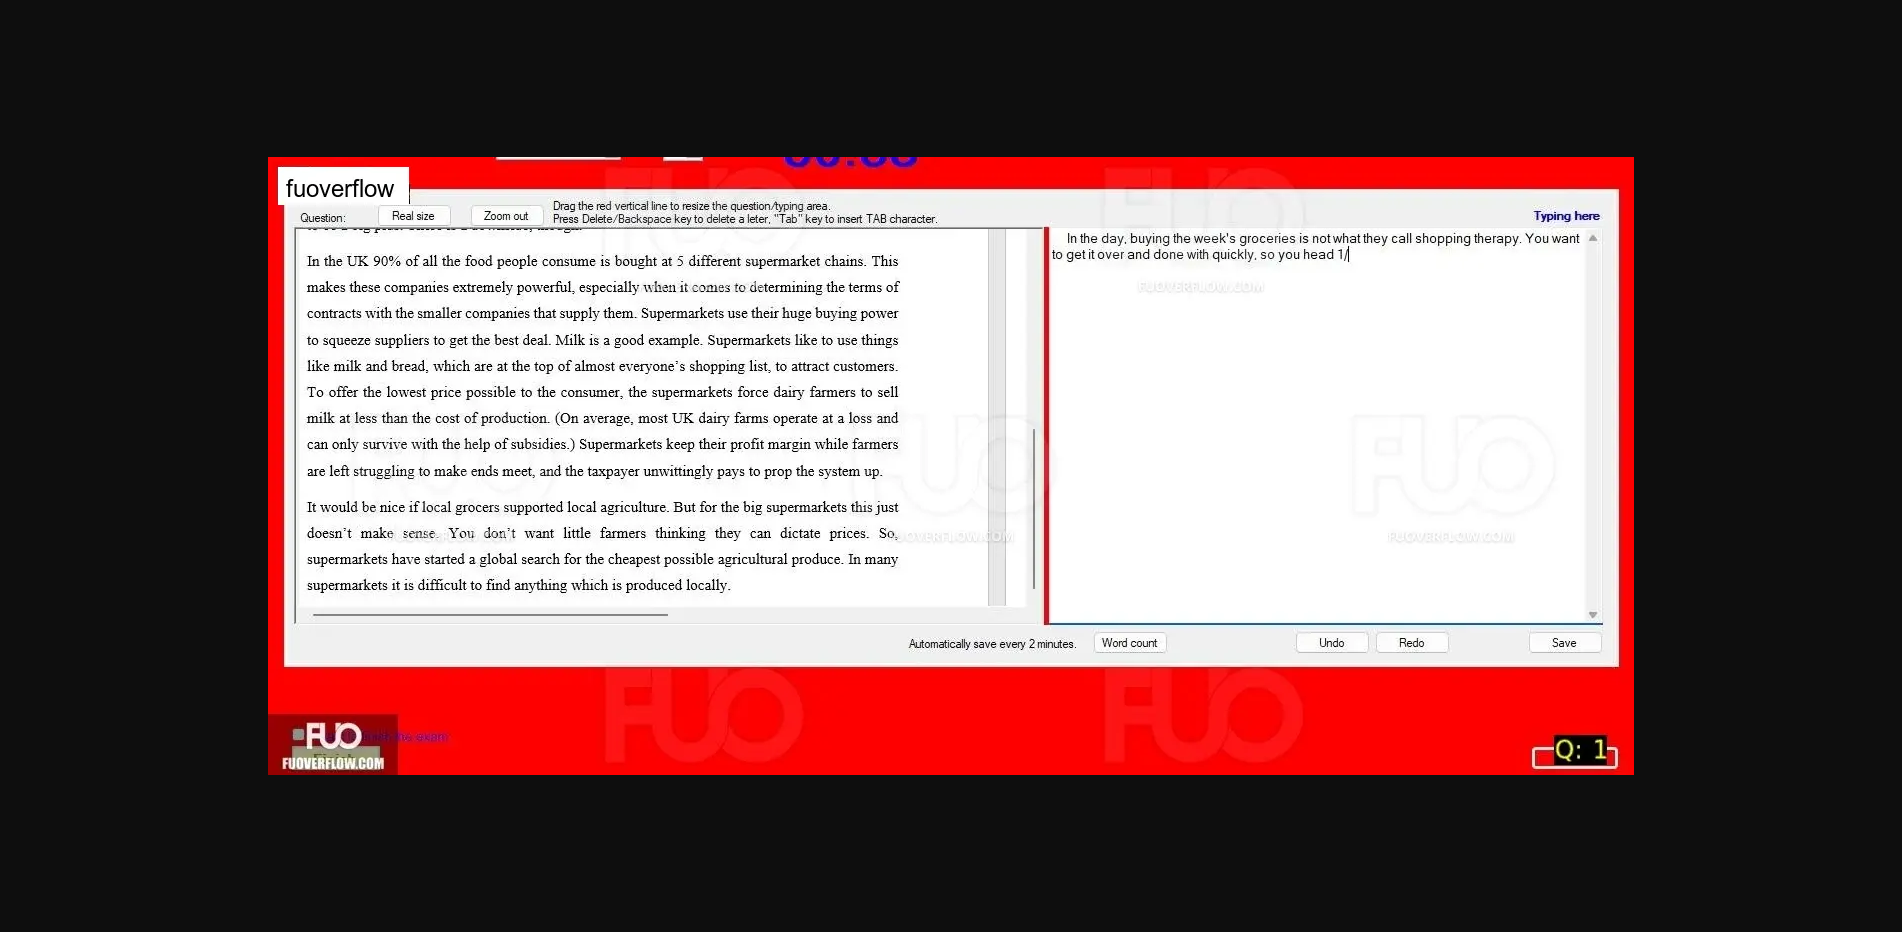 fuoverflow
Question:
Real size
Zoom out
Drag the red vertical line to resize the question/typing area.
Press Delete/Backspace key to delete a leter, "Tab" key to insert TAB character.
Typing here
In the UK 90% of all the food people consume is bought at 5 different supermarket chains. This
makes these companies extremely powerful, especially when it comes to determining the terms of
contracts with the smaller companies that supply them. Supermarkets use their huge buying power
to squeeze suppliers to get the best deal. Milk is a good example. Supermarkets like to use things
like milk and bread, which are at the top of almost everyone's shopping list, to attract customers.
To offer the lowest price possible to the consumer, the supermarkets force dairy farmers to sell
milk at less than the cost of production. (On average, most UK dairy farms operate at a loss and
can only survive with the help of subsidies.) Supermarkets keep their profit margin while farmers
are left struggling to make ends meet, and the taxpayer unwittingly pays to prop the system up.
It would be nice if local grocers supported local agriculture. But for the big supermarkets this just
doesn't make sense. You don't want little farmers thinking they can dictate prices. So,
supermarkets have started a global search for the cheapest possible agricultural produce. In many
supermarkets it is difficult to find anything which is produced locally.
In the day, buying the week's groceries is not what they call shopping therapy. You want
to get it over and done with quickly, so you head 1/
FUOVERFLOW.COM
FUO
FUO
FUOVERFLOW.COM
FUOVERFLOW.COM
Automatically save every 2 minutes.
Word count
Undo
Redo
Save
FUO
FUO
FUO
the exam
FUOVERFLOW.COM
Q: 1